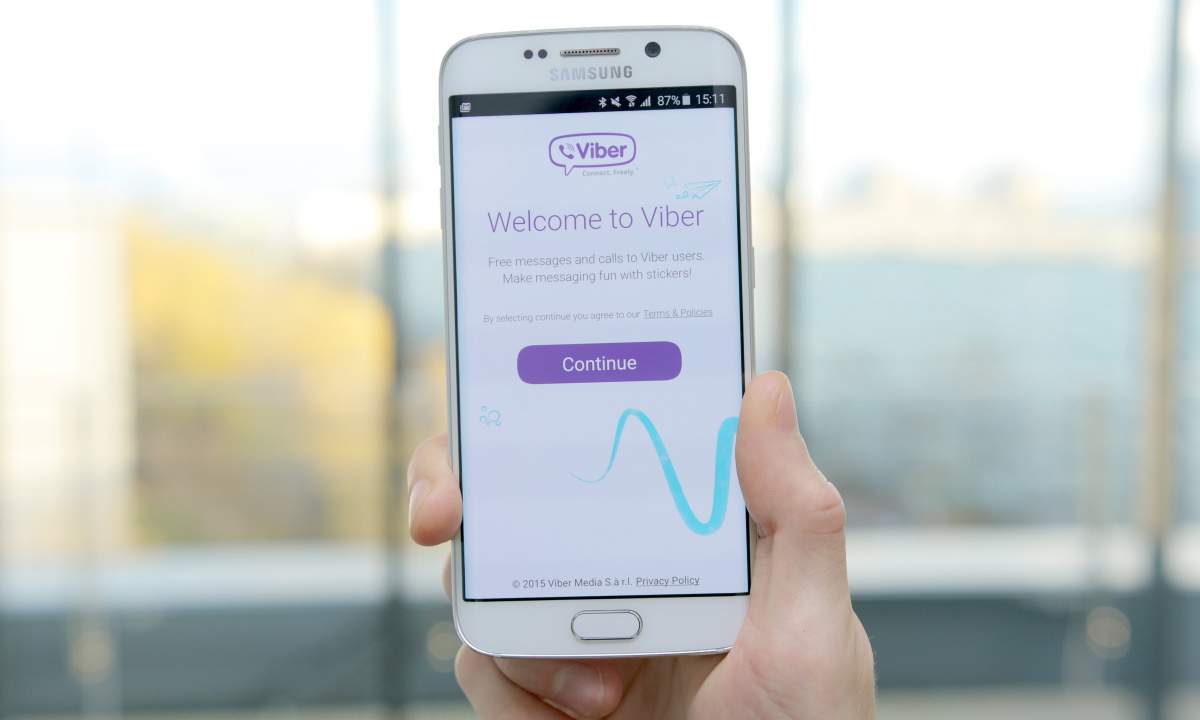 SAMSUNG
87% 15:11
Viber
Connect. Freely.
Welcome to Viber
Free messages and calls to Viber users.
Make messaging fun with stickers!
By selecting continue you agree to our Terms & Policies
Continue
© 2015 Viber Media S.à r.l. Privacy Policy